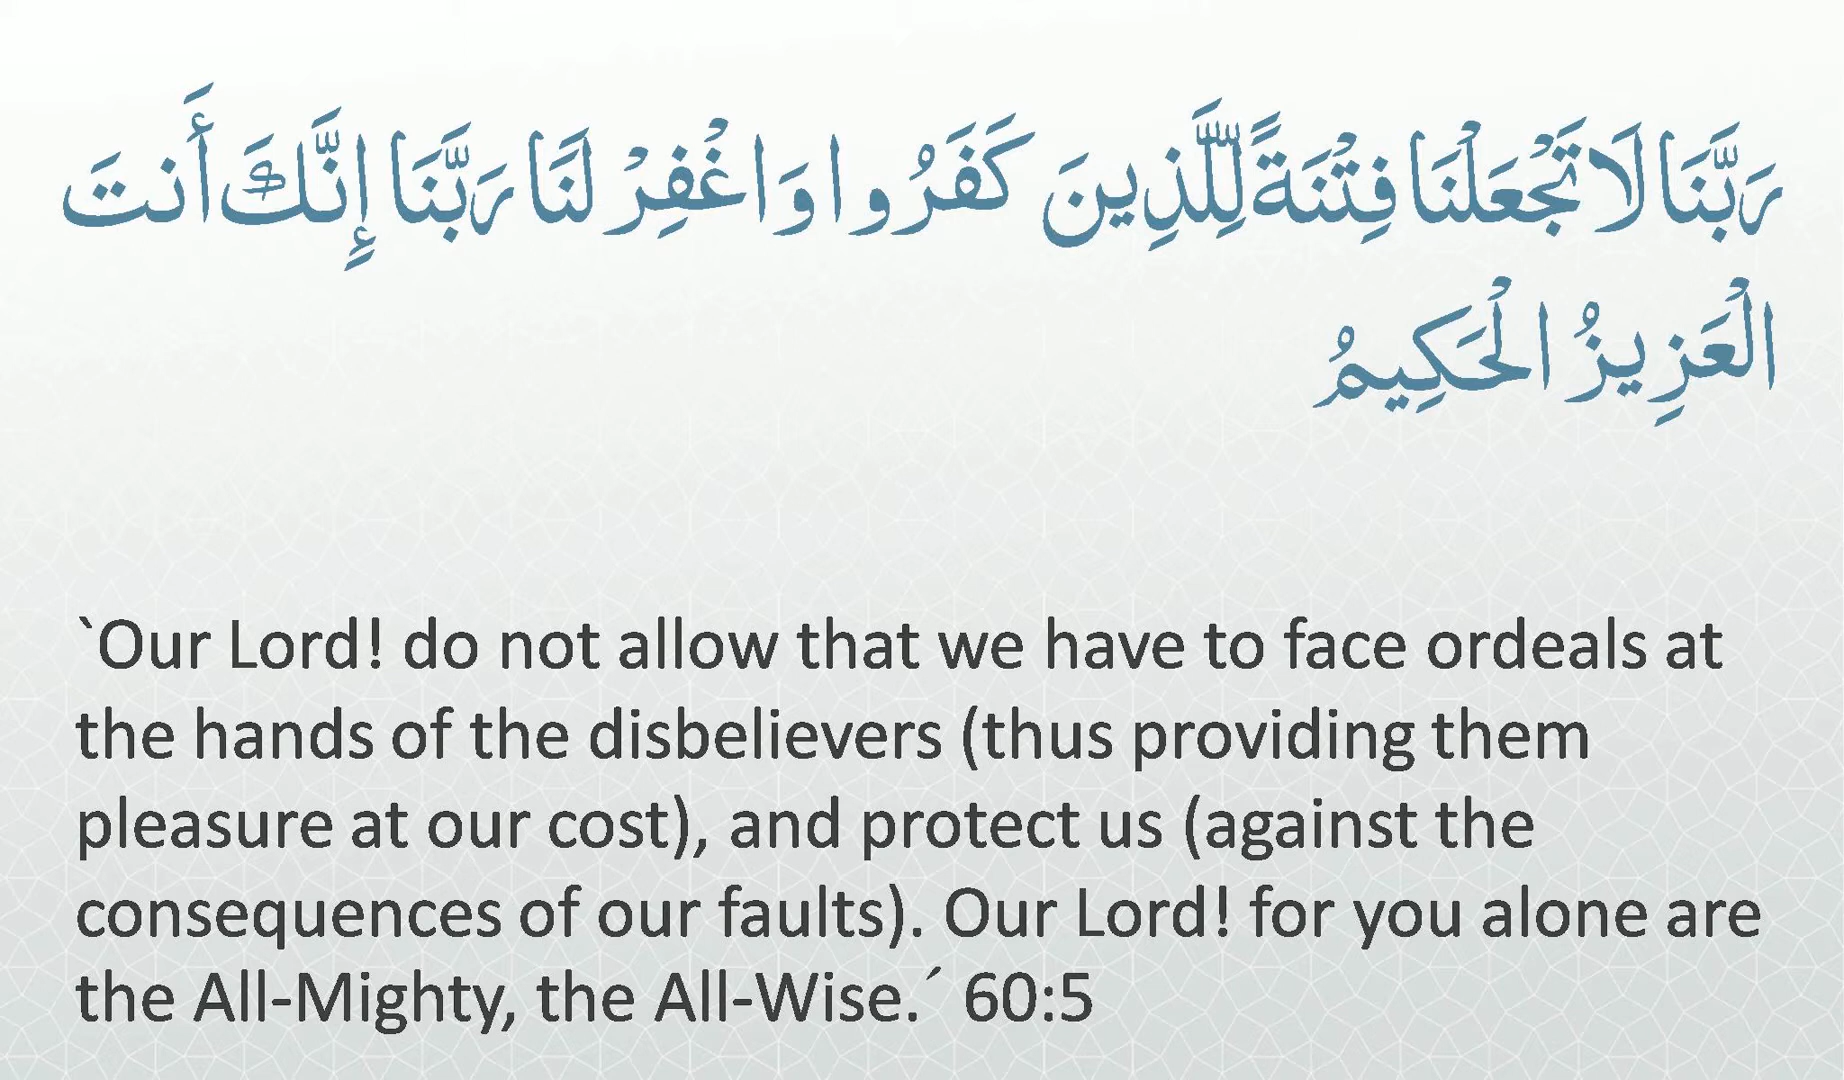 رَبَّنَا لَا تَجْعَلْنَا فِتْنَةً لِّلَّذِينَ كَفَرُوا وَاغْفِرْ لَنَا رَبَّنَا إِنَّكَ أَنتَ
الْعَزِيزُ الْحَكِيمُ
`Our Lord! do not allow that we have to face ordeals at
the hands of the disbelievers (thus providing them
pleasure at our cost), and protect us (against the
consequences of our faults). Our Lord! for you alone are
the All-Mighty, the All-Wise.´ 60:5